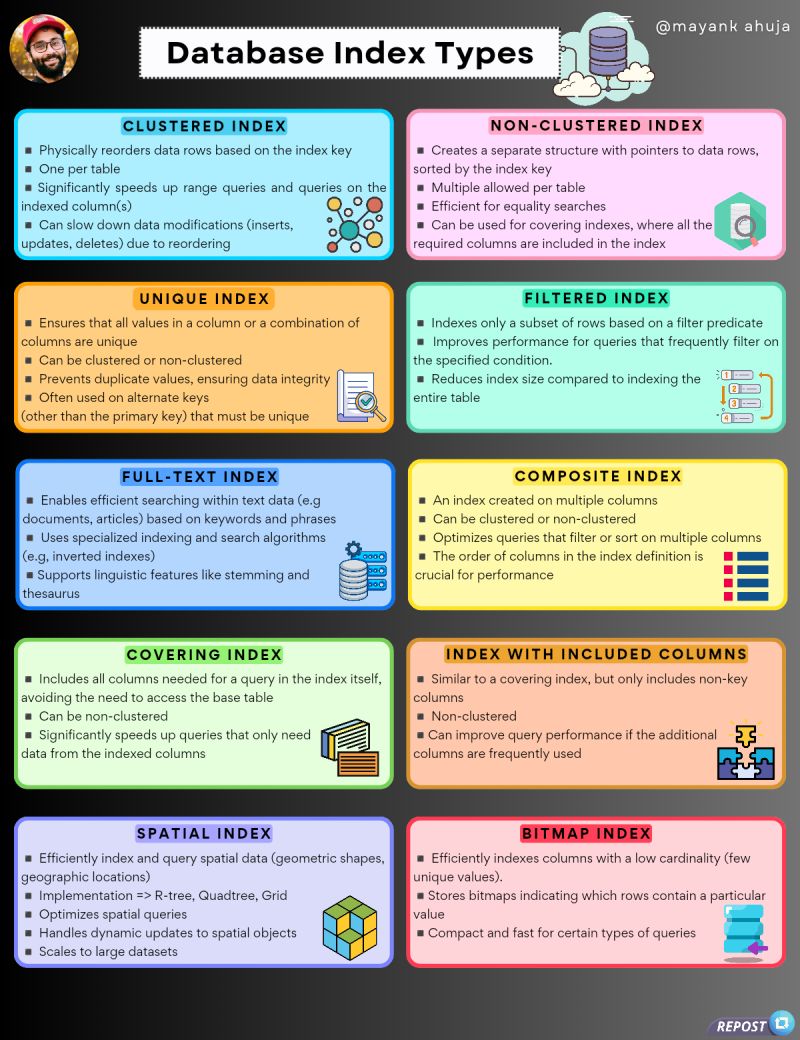 @mayank ahuja
Database Index Types
CLUSTERED INDEX
▪ Physically reorders data rows based on the index key
▪ One per table
▪ Significantly speeds up range queries and queries on the
indexed column(s)
▪ Can slow down data modifications (inserts,
updates, deletes) due to reordering
NON-CLUSTERED INDEX
▪ Creates a separate structure with pointers to data rows,
sorted by the index key
▪ Multiple allowed per table
▪ Efficient for equality searches
▪ Can be used for covering indexes, where all the
required columns are included in the index
UNIQUE INDEX
▪ Ensures that all values in a column or a combination of
columns are unique
▪ Can be clustered or non-clustered
▪ Prevents duplicate values, ensuring data integrity
▪ Often used on alternate keys
(other than the primary key) that must be unique
FILTERED INDEX
▪ Indexes only a subset of rows based on a filter predicate
▪ Improves performance for queries that frequently filter on
the specified condition.
▪ Reduces index size compared to indexing the
entire table
1
2
3
4
FULL-TEXT INDEX
▪ Enables efficient searching within text data (e.g
documents, articles) based on keywords and phrases
▪ Uses specialized indexing and search algorithms
(e.g, inverted indexes)
▪ Supports linguistic features like stemming and
thesaurus
COMPOSITE INDEX
▪ An index created on multiple columns
▪ Can be clustered or non-clustered
▪ Optimizes queries that filter or sort on multiple columns
▪ The order of columns in the index definition is
crucial for performance
COVERING INDEX
▪ Includes all columns needed for a query in the index itself,
avoiding the need to access the base table
▪ Can be non-clustered
▪ Significantly speeds up queries that only need
data from the indexed columns
INDEX WITH INCLUDED COLUMNS
▪ Similar to a covering index, but only includes non-key
columns
▪ Non-clustered
▪ Can improve query performance if the additional
columns are frequently used
SPATIAL INDEX
▪ Efficiently index and query spatial data (geometric shapes,
geographic locations)
▪ Implementation => R-tree, Quadtree, Grid
▪ Optimizes spatial queries
▪ Handles dynamic updates to spatial objects
▪ Scales to large datasets
BITMAP INDEX
▪ Efficiently indexes columns with a low cardinality (few
unique values).
▪ Stores bitmaps indicating which rows contain a particular
value
▪ Compact and fast for certain types of queries
REPOST